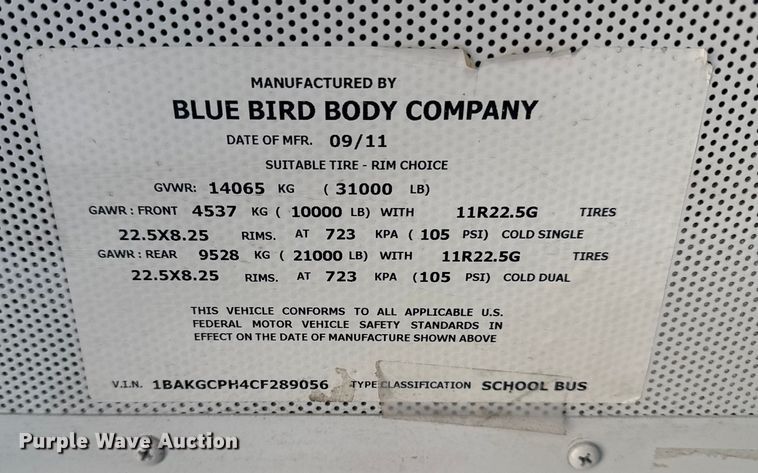 MANUFACTURED BY
BLUE BIRD BODY COMPANY
DATE OF MFR. 09/11
SUITABLE TIRE - RIM CHOICE
GVWR: 14065 KG ( 31000 LB)
GAWR : FRONT 4537 KG ( 10000 LB) WITH 11R22.5G TIRES
22.5X8.25 RIMS. AT 723 KPA ( 105 PSI) COLD SINGLE
GAWR : REAR 9528 KG ( 21000 LB) WITH 11R22.5G TIRES
22.5X8.25 RIMS. AT 723 KPA (105 PSI) COLD DUAL
THIS VEHICLE CONFORMS TO ALL APPLICABLE U.S.
FEDERAL MOTOR VEHICLE SAFETY STANDARDS IN
EFFECT ON THE DATE OF MANUFACTURE SHOWN ABOVE
V.I.N. 1BAKGCPH4CF289056 TYPE CLASSIFICATION SCHOOL BUS
Purple Wave Auction